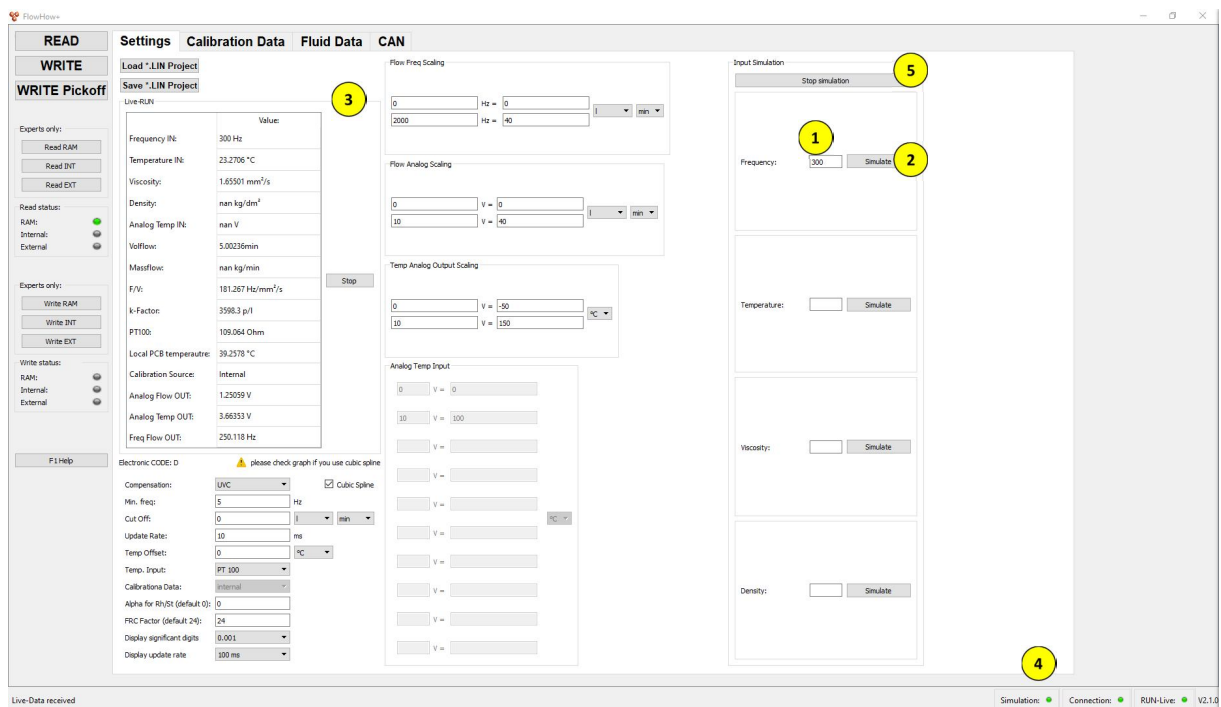 FlowHow+
READ
WRITE
WRITE Pickoff
Experts only:
Read RAM
Read INT
Read EXT
Read status:
RAM:
Internal:
External
Experts only:
Write RAM
Write INT
Write EXT
Write status:
RAM:
Internal:
External
F1 Help
Settings Calibration Data Fluid Data CAN
Load *.LIN Project
Save *.LIN Project
Live-RUN
3
Value:
Frequency IN: 300 Hz
Temperature IN: 23.2706 °C
Viscosity: 1.65501 mm²/s
Density: nan kg/dm³
Analog Temp IN: nan V
Volflow: 5.00236min
Massflow: nan kg/min
F/V: 181.267 Hz/mm²/s
k-Factor: 3598.3 p/l
PT100: 109.064 Ohm
Local PCB temperautre: 39.2578 °C
Calibration Source: Internal
Analog Flow OUT: 1.25059 V
Analog Temp OUT: 3.66353 V
Freq Flow OUT: 250.118 Hz
Stop
Electronic CODE: D please check graph if you use cubic spline
Compensation: UVC Cubic Spline
Min. freq: 5 Hz
Cut Off: 0 l min
Update Rate: 10 ms
Temp Offset: 0 °C
Temp. Input: PT 100
Calibrationa Data: internal
Alpha for Rh/St (default 0): 0
FRC Factor (default 24): 24
Display significant digits 0.001
Display update rate 100 ms
Flow Freq Scaling
0 Hz = 0
2000 Hz = 40
l min
Flow Analog Scaling
0 V = 0
10 V = 40
l min
Temp Analog Output Scaling
0 V = -50
10 V = 150
°C
Analog Temp Input
0 V = 0
10 V = 100
V =
V =
V =
V =
V =
V =
V =
V =
°C
Input Simulation
5
Stop simulation
1
Frequency: 300 Simulate
2
Temperature: Simulate
Viscosity: Simulate
Density: Simulate
4
Live-Data received
Simulation: Connection: RUN-Live: V2.1.0